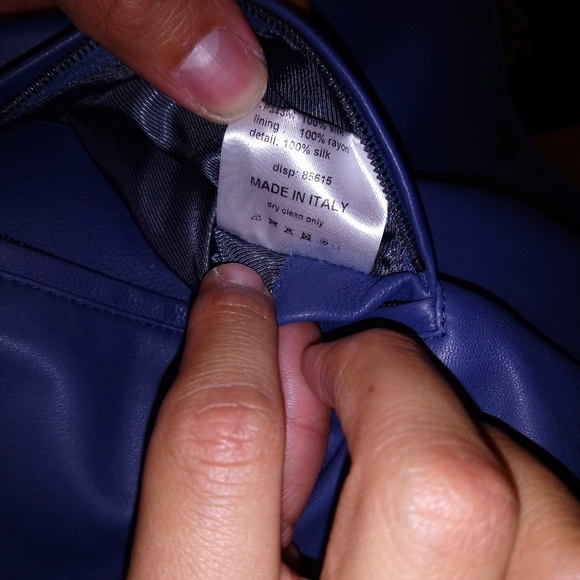 100% silk
lining : 100% rayon
detail: 100% silk
disp: 85615
MADE IN ITALY
dry clean only